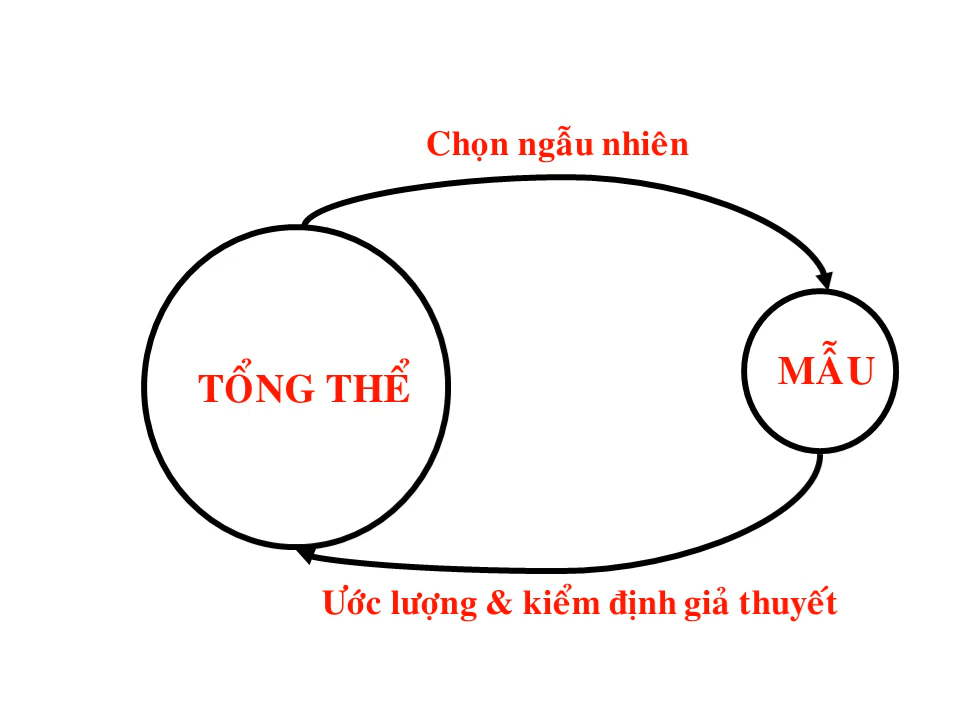 Chọn ngẫu nhiên
TỔNG THỂ
MẪU
Ước lượng & kiểm định giả thuyết